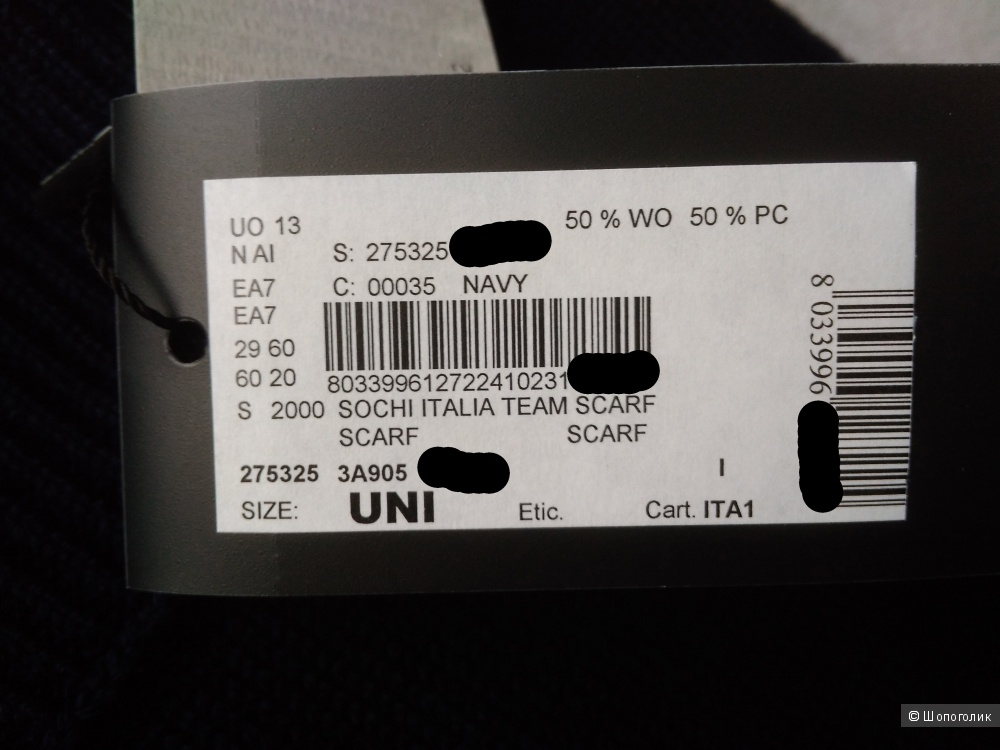 UO 13
50 % WO 50 % PC
N AI S: 275325
EA7 C: 00035 NAVY
EA7
29 60
60 20 803399612722410231
S 2000 SOCHI ITALIA TEAM SCARF
SCARF SCARF
275325 3A905 I
SIZE: UNI Etic. Cart. ITA1
8 033996
© Шопоголик